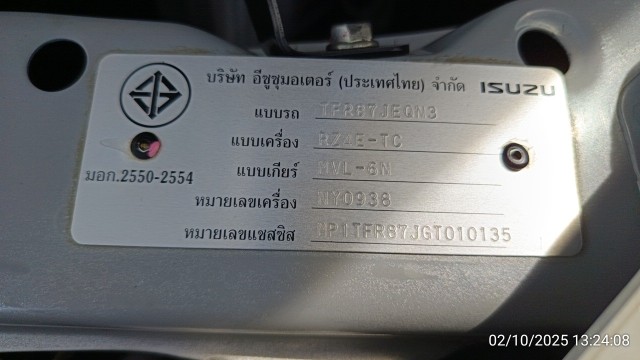 บริษัท อีซูซุมอเตอร์ (ประเทศไทย) จำกัด ISUZU
แบบรถ TFR87JEQN3
แบบเครื่อง RZ4E-TC
แบบเกียร์ MVL-6N
มอก.2550-2554
หมายเลขเครื่อง NY0938
หมายเลขแชสซิส MP1TFR87JGT010135
02/10/2025 13:24:08